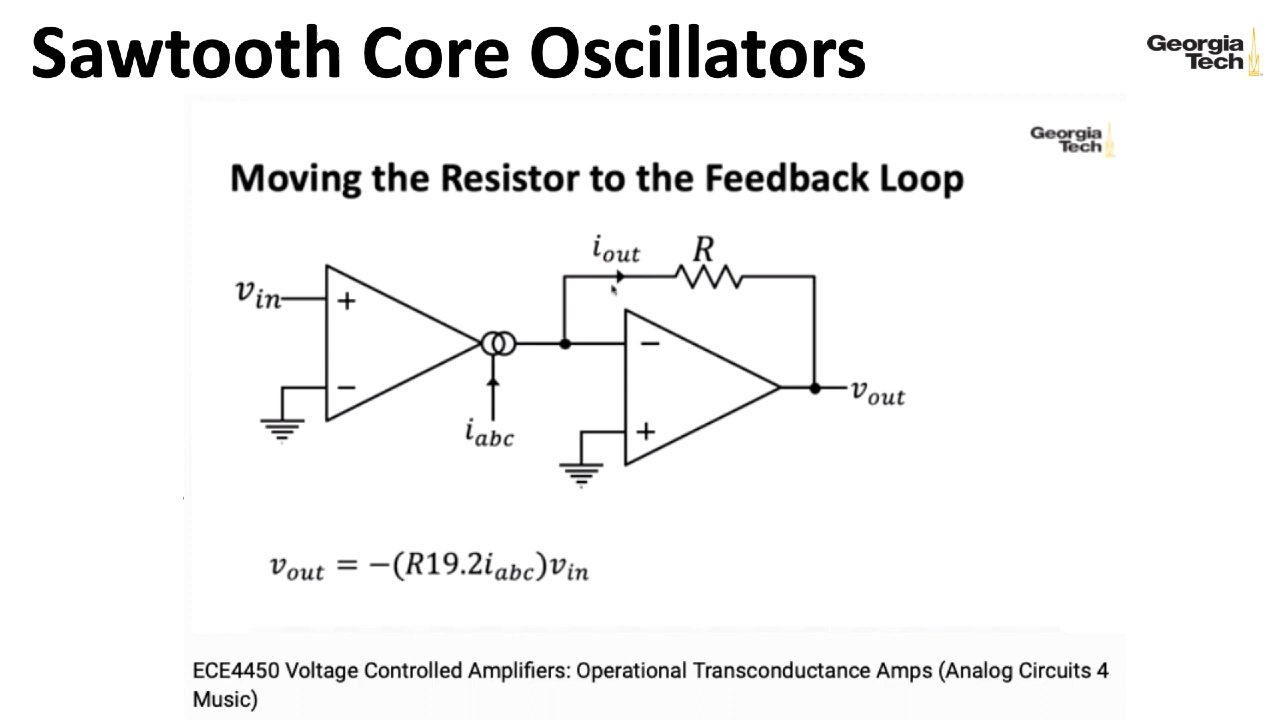 Sawtooth Core Oscillators
Georgia
Tech
Georgia
Tech
Moving the Resistor to the Feedback Loop
i_out R
v_in + −
i_abc
− +
v_out
v_out = −(R19.2i_abc)v_in
ECE4450 Voltage Controlled Amplifiers: Operational Transconductance Amps (Analog Circuits 4
Music)